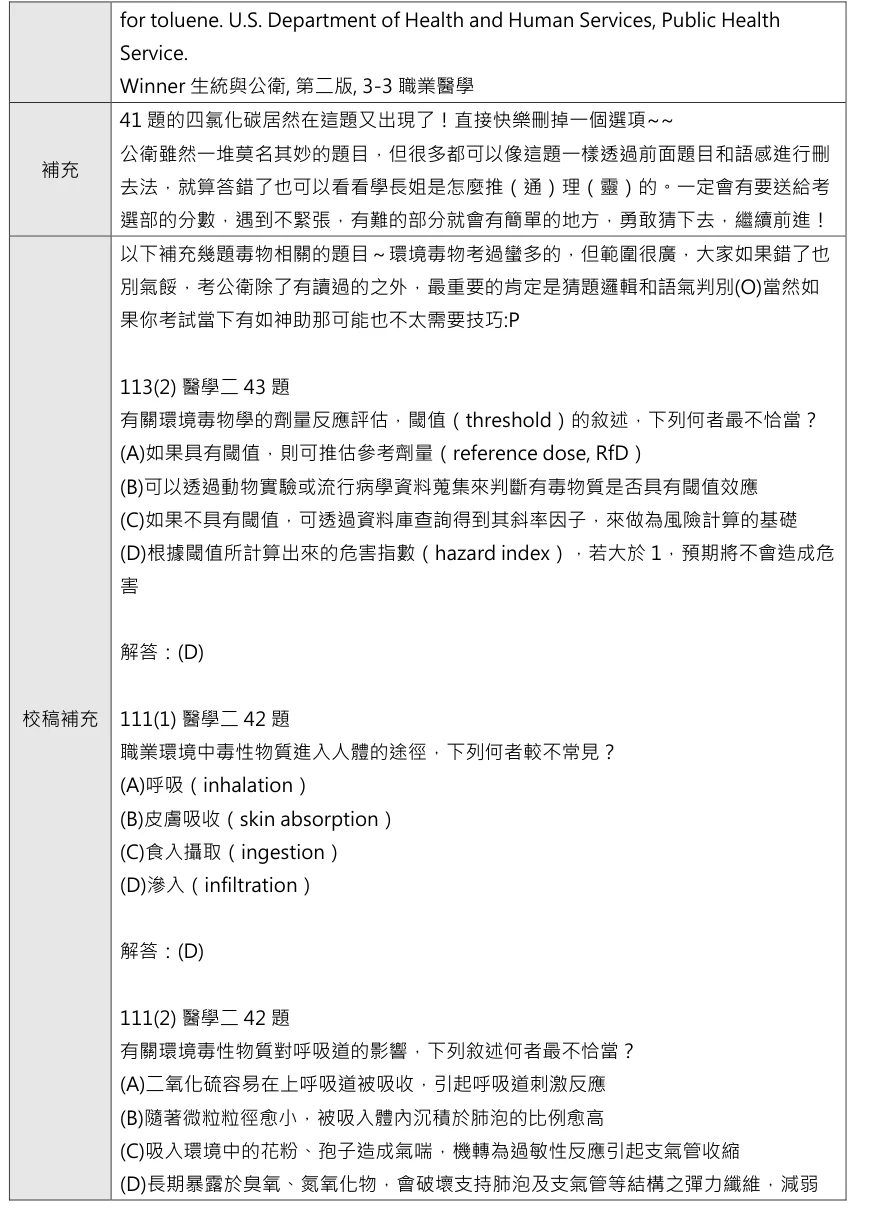 for toluene. U.S. Department of Health and Human Services, Public Health
Service.
Winner 生統與公衛, 第二版, 3-3 職業醫學
補充
41 題的四氯化碳居然在這題又出現了！直接快樂刪掉一個選項~~
公衛雖然一堆莫名其妙的題目，但很多都可以像這題一樣透過前面題目和語感進行刪
去法，就算答錯了也可以看看學長姐是怎麼推（通）理（靈）的。一定會有要送給考
選部的分數，遇到不緊張，有難的部分就會有簡單的地方，勇敢猜下去，繼續前進！
校稿補充
以下補充幾題毒物相關的題目～環境毒物考過蠻多的，但範圍很廣，大家如果錯了也
別氣餒，考公衛除了有讀過的之外，最重要的肯定是猜題邏輯和語氣判別(O)當然如
果你考試當下有如神助那可能也不太需要技巧:P
113(2) 醫學二 43 題
有關環境毒物學的劑量反應評估，閾值（threshold）的敘述，下列何者最不恰當？
(A)如果具有閾值，則可推估參考劑量（reference dose, RfD）
(B)可以透過動物實驗或流行病學資料蒐集來判斷有毒物質是否具有閾值效應
(C)如果不具有閾值，可透過資料庫查詢得到其斜率因子，來做為風險計算的基礎
(D)根據閾值所計算出來的危害指數（hazard index），若大於 1，預期將不會造成危
害
解答：(D)
111(1) 醫學二 42 題
職業環境中毒性物質進入人體的途徑，下列何者較不常見？
(A)呼吸（inhalation）
(B)皮膚吸收（skin absorption）
(C)食入攝取（ingestion）
(D)滲入（infiltration）
解答：(D)
111(2) 醫學二 42 題
有關環境毒性物質對呼吸道的影響，下列敘述何者最不恰當？
(A)二氧化硫容易在上呼吸道被吸收，引起呼吸道刺激反應
(B)隨著微粒粒徑愈小，被吸入體內沉積於肺泡的比例愈高
(C)吸入環境中的花粉、孢子造成氣喘，機轉為過敏性反應引起支氣管收縮
(D)長期暴露於臭氧、氮氧化物，會破壞支持肺泡及支氣管等結構之彈力纖維，減弱